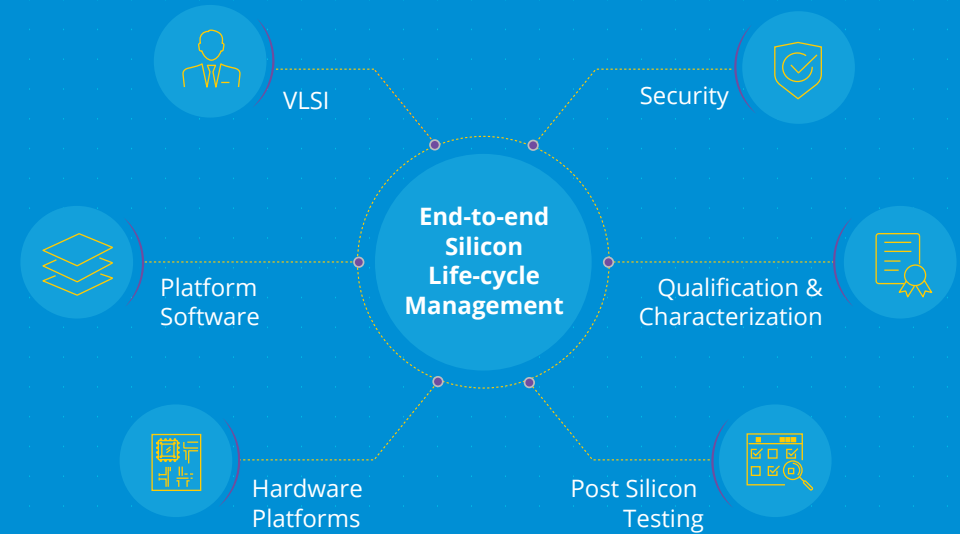 VLSI
Security
End-to-end
Silicon
Life-cycle
Management
Platform
Software
Qualification &
Characterization
Hardware
Platforms
Post Silicon
Testing